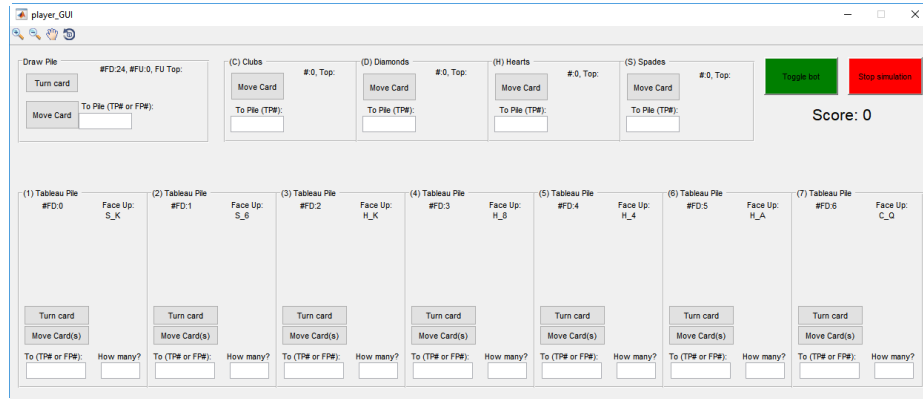 player_GUI
Draw Pile
#FD:24, #FU:0, FU Top:
Turn card
Move Card
To Pile (TP# or FP#):
(C) Clubs
#:0, Top:
Move Card
To Pile (TP#):
(D) Diamonds
#:0, Top:
Move Card
To Pile (TP#):
(H) Hearts
#:0, Top:
Move Card
To Pile (TP#):
(S) Spades
#:0, Top:
Move Card
To Pile (TP#):
Toggle bot
Stop simulation
Score: 0
(1) Tableau Pile
#FD:0
Face Up:
S_K
Turn card
Move Card(s)
To (TP# or FP#):
How many?
(2) Tableau Pile
#FD:1
Face Up:
S_6
Turn card
Move Card(s)
To (TP# or FP#):
How many?
(3) Tableau Pile
#FD:2
Face Up:
H_K
Turn card
Move Card(s)
To (TP# or FP#):
How many?
(4) Tableau Pile
#FD:3
Face Up:
H_8
Turn card
Move Card(s)
To (TP# or FP#):
How many?
(5) Tableau Pile
#FD:4
Face Up:
H_4
Turn card
Move Card(s)
To (TP# or FP#):
How many?
(6) Tableau Pile
#FD:5
Face Up:
H_A
Turn card
Move Card(s)
To (TP# or FP#):
How many?
(7) Tableau Pile
#FD:6
Face Up:
C_Q
Turn card
Move Card(s)
To (TP# or FP#):
How many?